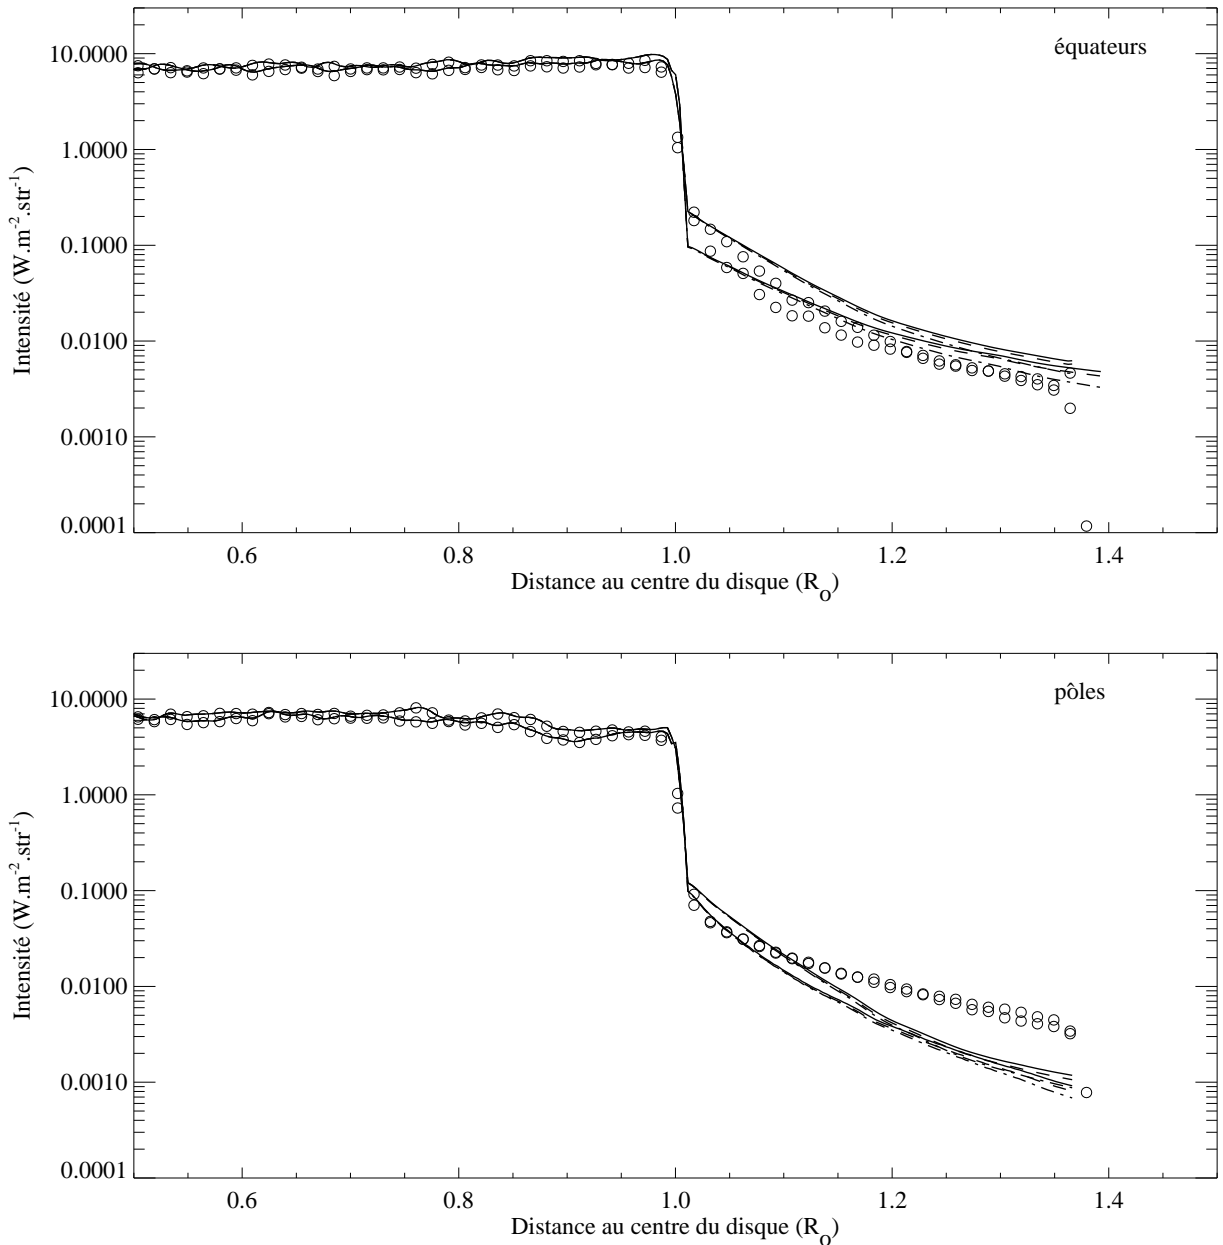 équateurs
10.0000
1.0000
0.1000
0.0100
0.0010
0.0001
Intensité (W.m-2.str-1)
0.6 0.8 1.0 1.2 1.4
Distance au centre du disque (Ro)
pôles
10.0000
1.0000
0.1000
0.0100
0.0010
0.0001
Intensité (W.m-2.str-1)
0.6 0.8 1.0 1.2 1.4
Distance au centre du disque (Ro)